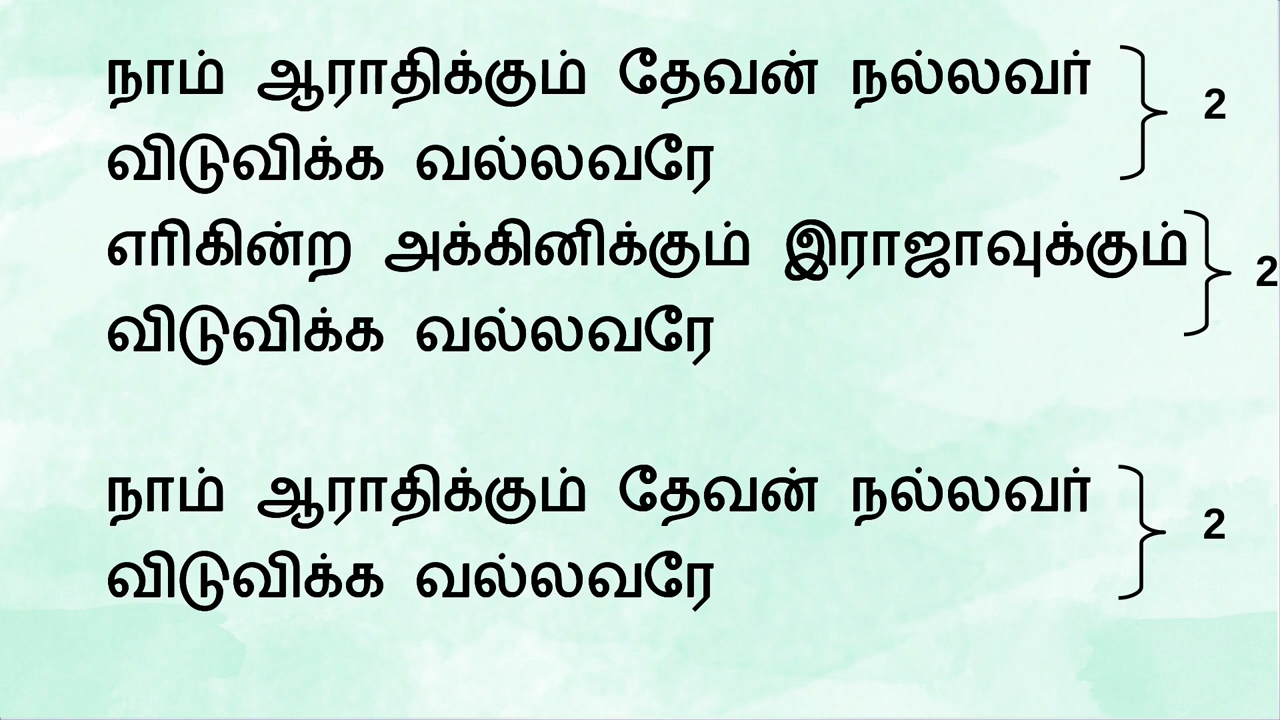 நாம் ஆராதிக்கும் தேவன் நல்லவர்
விடுவிக்க வல்லவரே
2
எரிகின்ற அக்கினிக்கும் இராஜாவுக்கும்
விடுவிக்க வல்லவரே
2
நாம் ஆராதிக்கும் தேவன் நல்லவர்
விடுவிக்க வல்லவரே
2